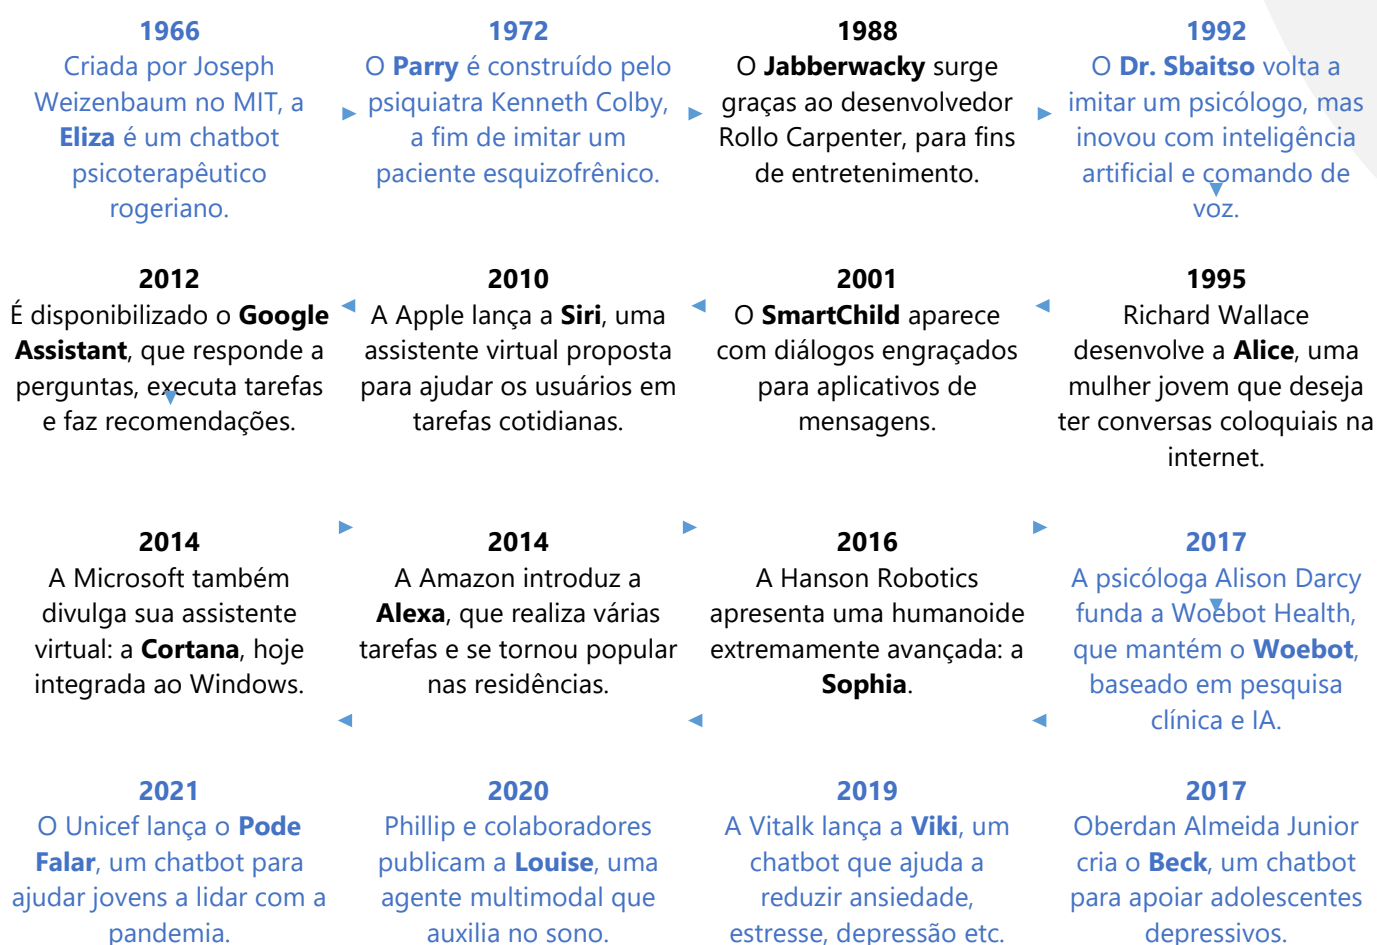 1966
Criada por Joseph
Weizenbaum no MIT, a
Eliza é um chatbot
psicoterapêutico
rogeriano.
1972
O Parry é construído pelo
psiquiatra Kenneth Colby,
a fim de imitar um
paciente esquizofrênico.
1988
O Jabberwacky surge
graças ao desenvolvedor
Rollo Carpenter, para fins
de entretenimento.
1992
O Dr. Sbaitso volta a
imitar um psicólogo, mas
inovou com inteligência
artificial e comando de
voz.
1995
Richard Wallace
desenvolve a Alice, uma
mulher jovem que deseja
ter conversas coloquiais na
internet.
2001
O SmartChild aparece
com diálogos engraçados
para aplicativos de
mensagens.
2010
A Apple lança a Siri, uma
assistente virtual proposta
para ajudar os usuários em
tarefas cotidianas.
2012
É disponibilizado o Google
Assistant, que responde a
perguntas, executa tarefas
e faz recomendações.
2014
A Microsoft também
divulga sua assistente
virtual: a Cortana, hoje
integrada ao Windows.
2014
A Amazon introduz a
Alexa, que realiza várias
tarefas e se tornou popular
nas residências.
2016
A Hanson Robotics
apresenta uma humanoide
extremamente avançada: a
Sophia.
2017
A psicóloga Alison Darcy
funda a Woebot Health,
que mantém o Woebot,
baseado em pesquisa
clínica e IA.
2017
Oberdan Almeida Junior
cria o Beck, um chatbot
para apoiar adolescentes
depressivos.
2019
A Vitalk lança a Viki, um
chatbot que ajuda a
reduzir ansiedade,
estresse, depressão etc.
2020
Phillip e colaboradores
publicam a Louise, uma
agente multimodal que
auxilia no sono.
2021
O Unicef lança o Pode
Falar, um chatbot para
ajudar jovens a lidar com a
pandemia.